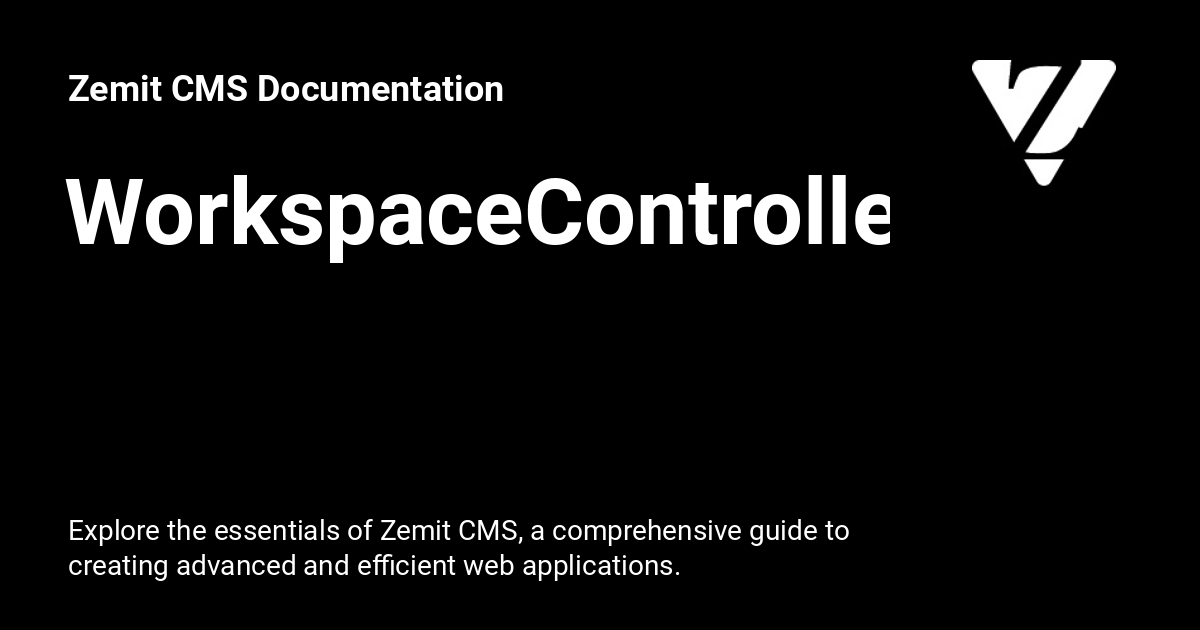 Zemit CMS Documentation
WorkspaceControlle
Explore the essentials of Zemit CMS, a comprehensive guide to
creating advanced and efficient web applications.